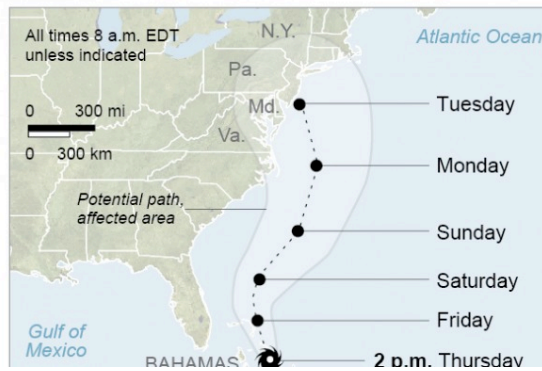 All times 8 a.m. EDT
unless indicated
N.Y.
Atlantic Ocean
Pa.
0 300 mi
Md.
Tuesday
Va.
0 300 km
Monday
Potential path,
affected area
Sunday
Saturday
Gulf of
Mexico
Friday
BAHAMAS
2 p.m. Thursday